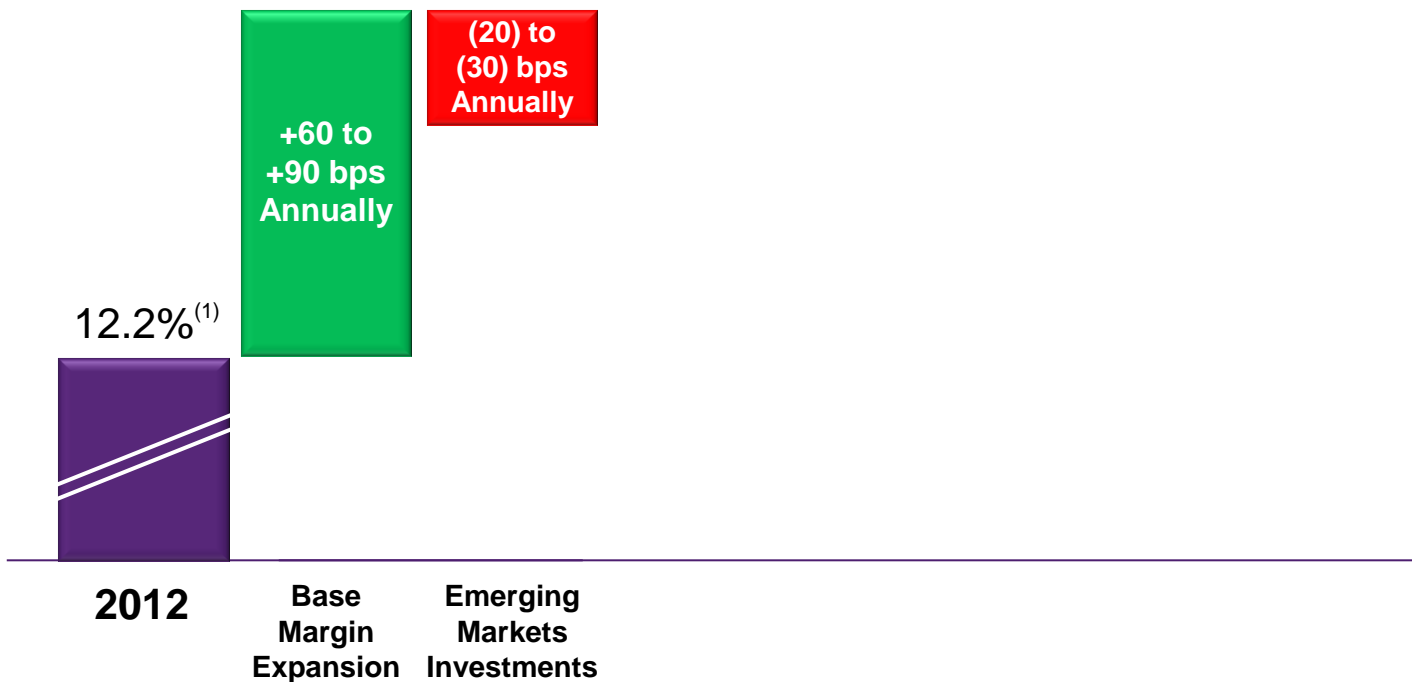 (20) to
(30) bps
Annually
+60 to
+90 bps
Annually
12.2%(1)
2012
Base
Margin
Expansion
Emerging
Markets
Investments